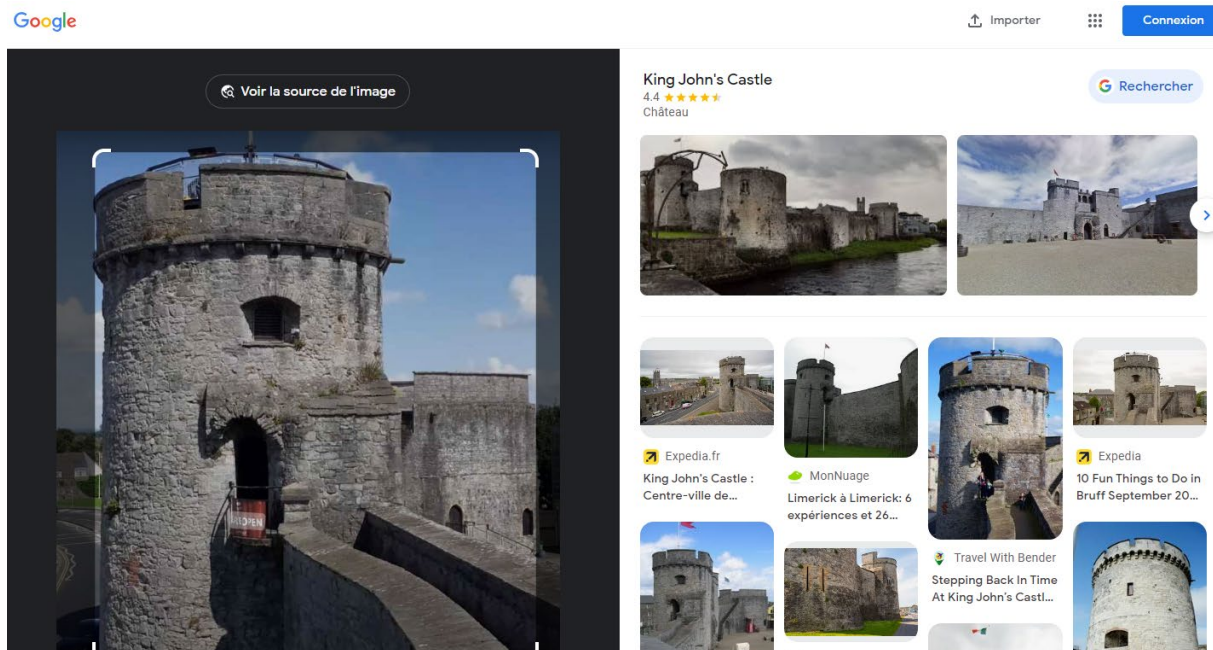 Google
Importer
Connexion
Voir la source de l'image
King John's Castle
4.4
Château
Rechercher
OPEN
Expedia.fr
King John's Castle :
Centre-ville de...
MonNuage
Limerick à Limerick: 6
expériences et 26...
Travel With Bender
Stepping Back In Time
At King John's Castl...
Expedia
10 Fun Things to Do in
Bruff September 20...